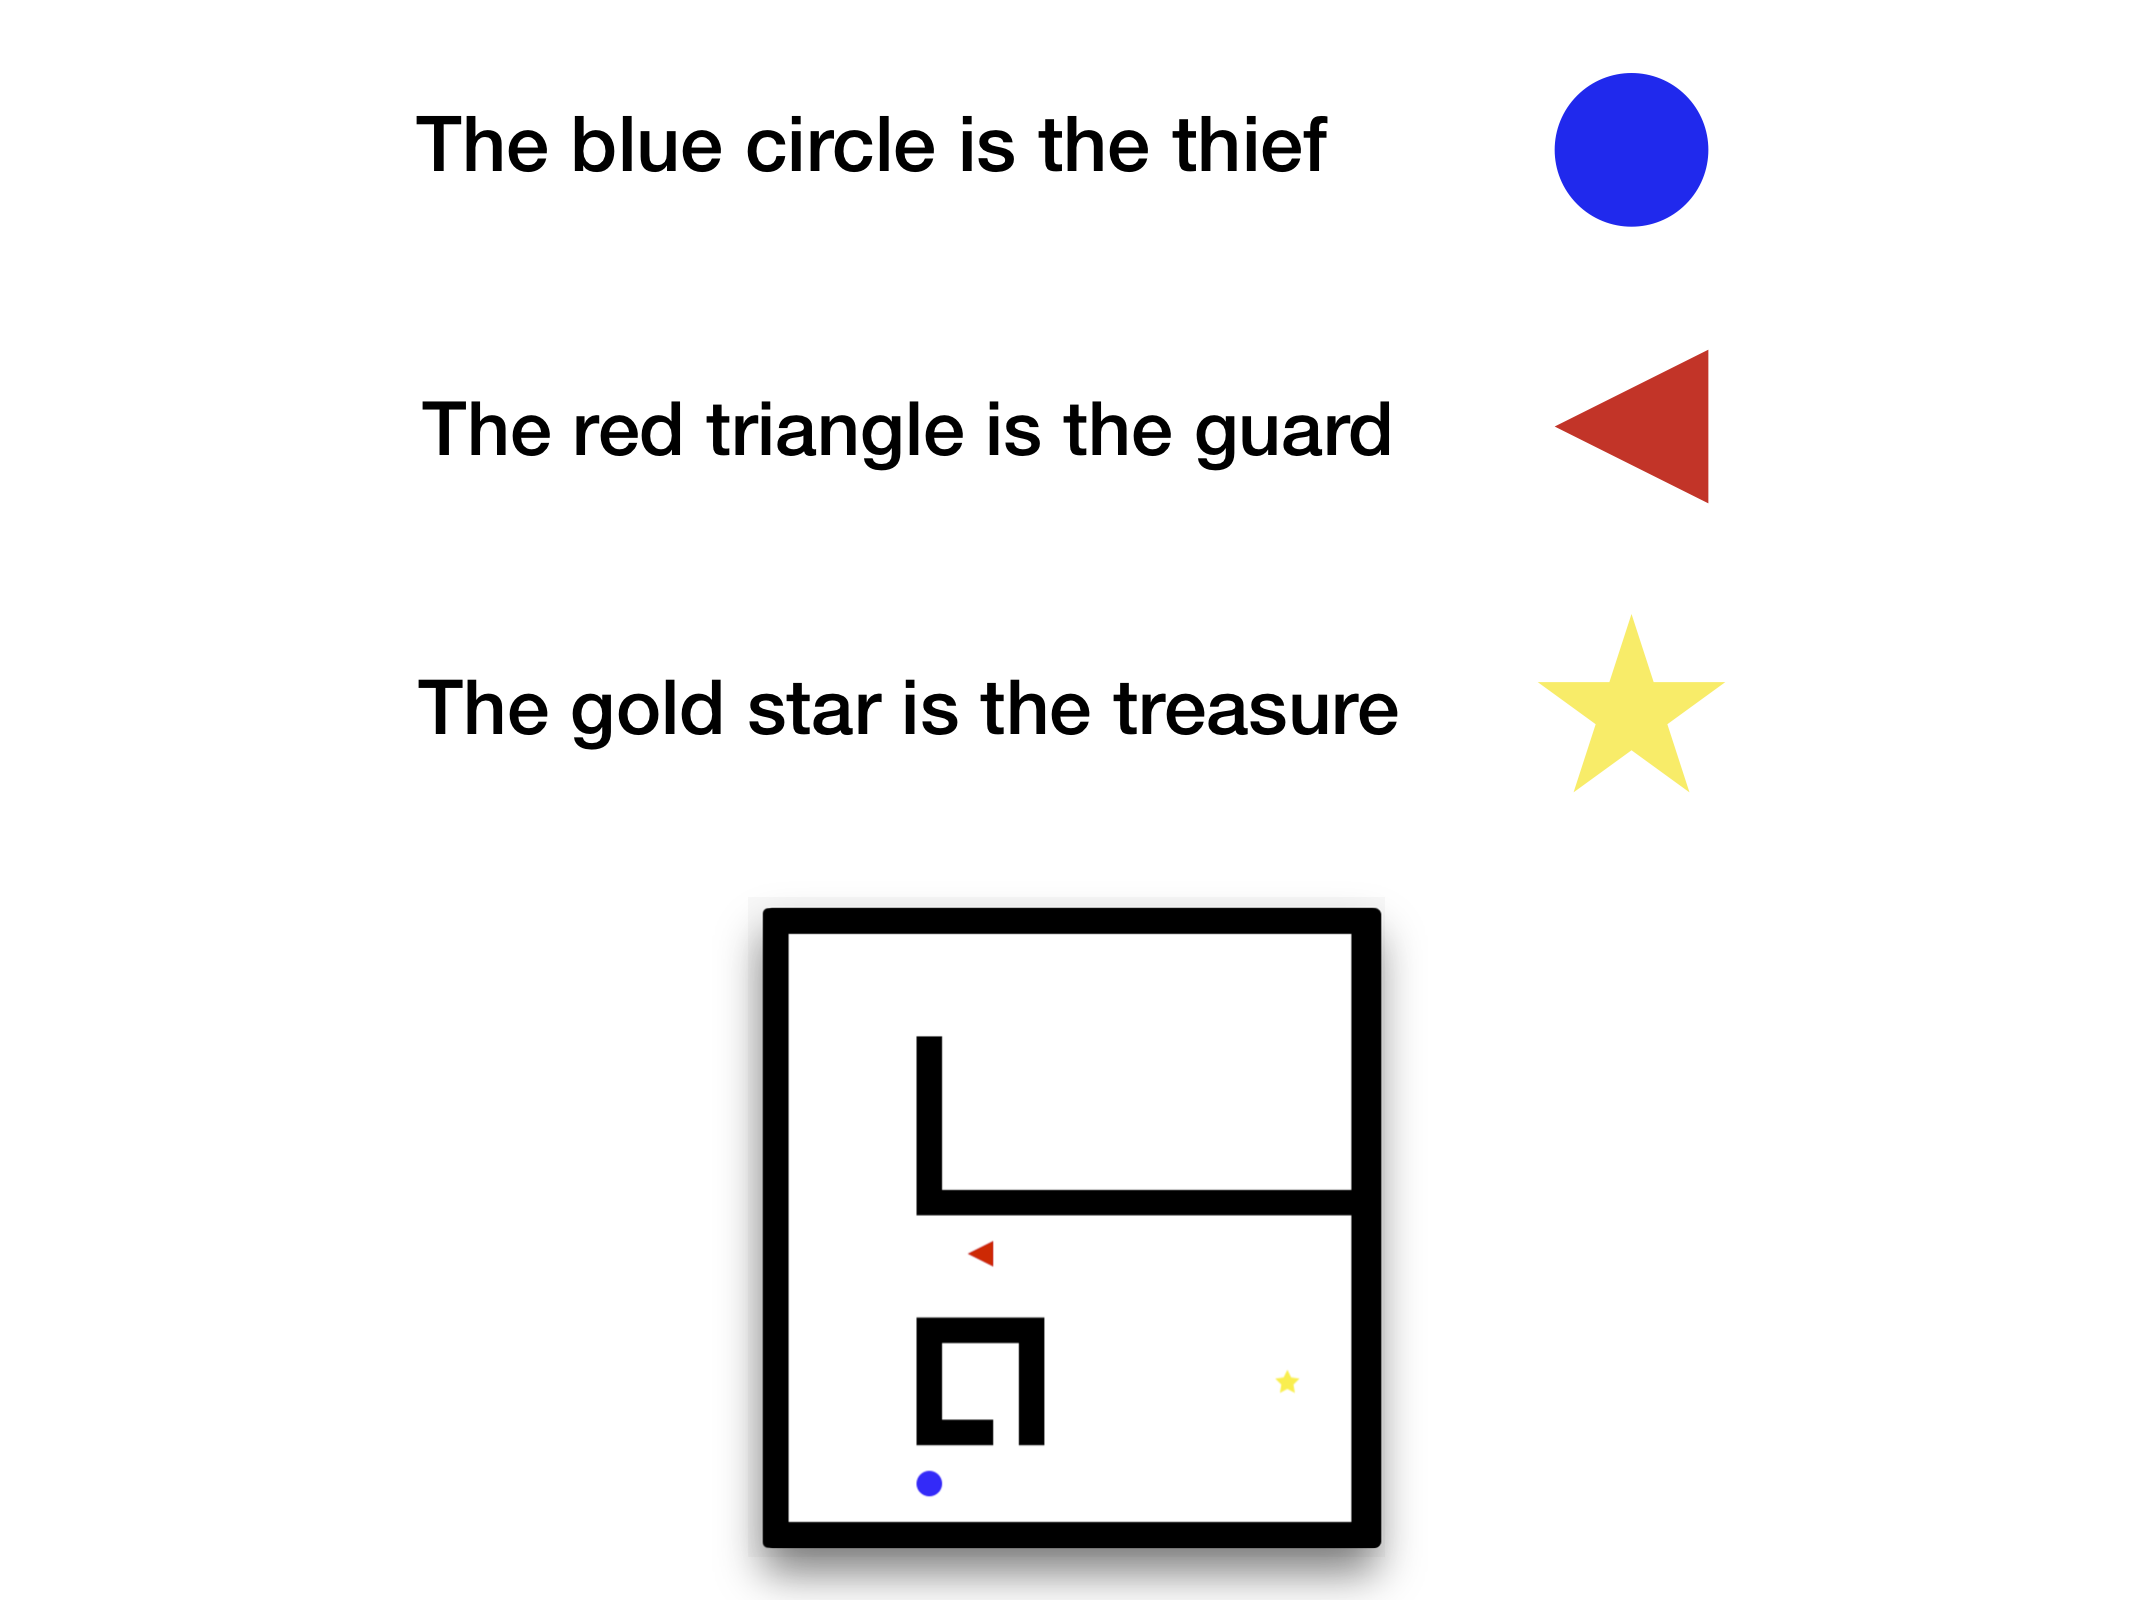 The blue circle is the thief
The red triangle is the guard
The gold star is the treasure